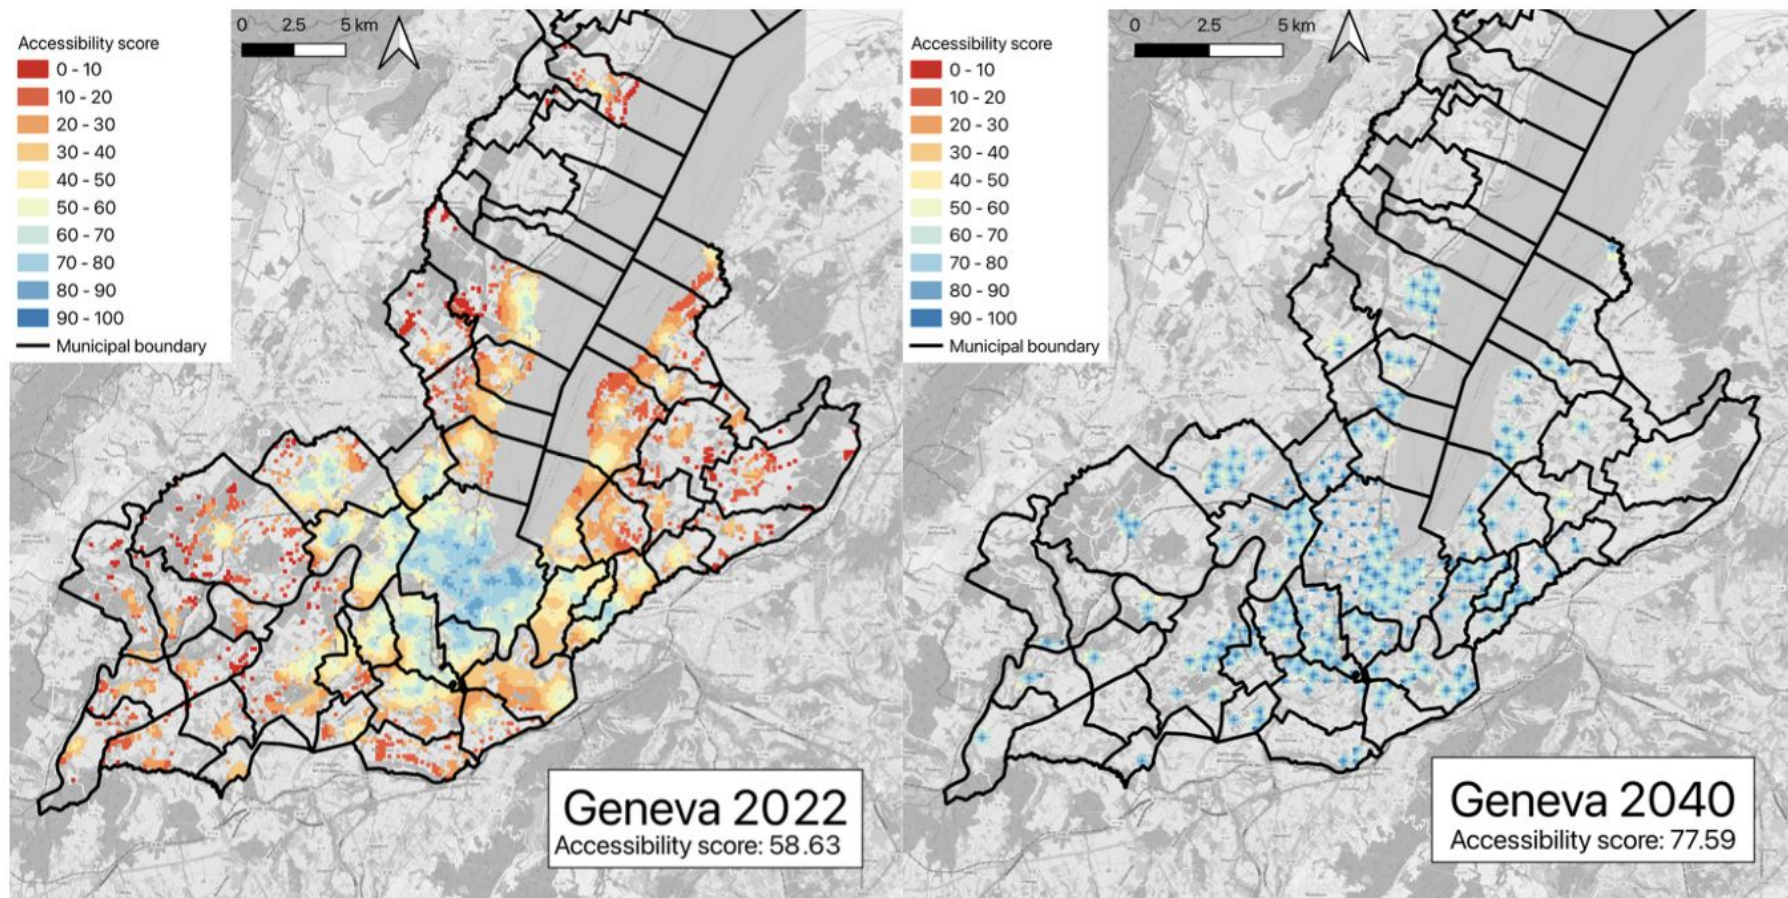 0 2.5 5 km
Accessibility score
0 - 10
10 - 20
20 - 30
30 - 40
40 - 50
50 - 60
60 - 70
70 - 80
80 - 90
90 - 100
Municipal boundary
Geneva 2022
Accessibility score: 58.63
0 2.5 5 km
Accessibility score
0 - 10
10 - 20
20 - 30
30 - 40
40 - 50
50 - 60
60 - 70
70 - 80
80 - 90
90 - 100
Municipal boundary
Geneva 2040
Accessibility score: 77.59